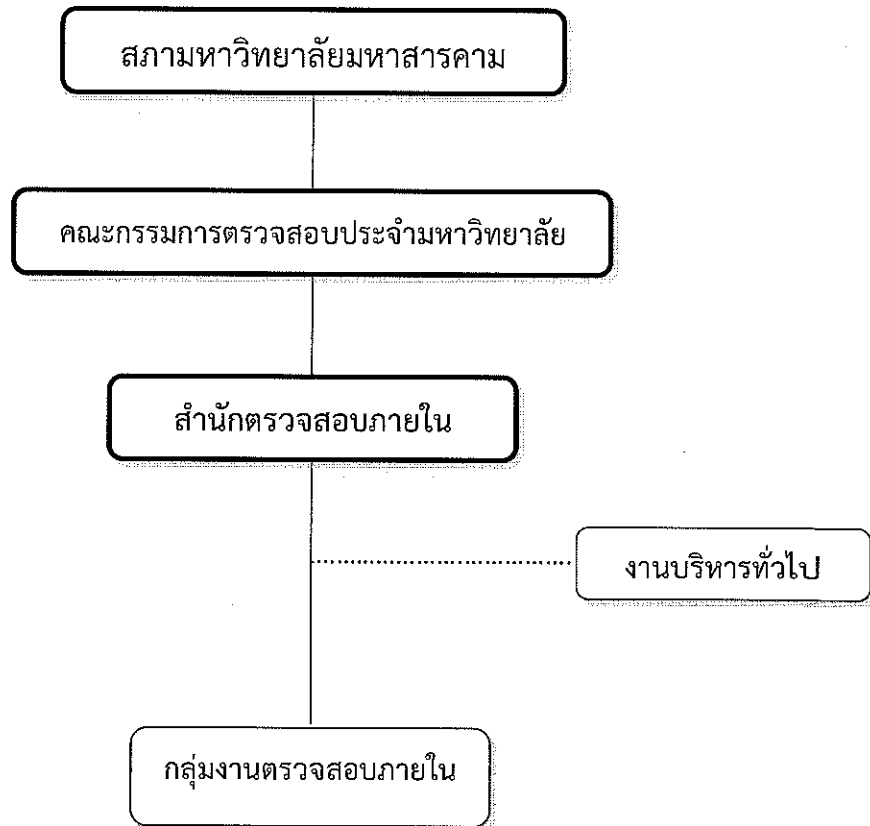 สภามหาวิทยาลัยมหาสารคาม
คณะกรรมการตรวจสอบประจำมหาวิทยาลัย
สำนักตรวจสอบภายใน
งานบริหารทั่วไป
กลุ่มงานตรวจสอบภายใน